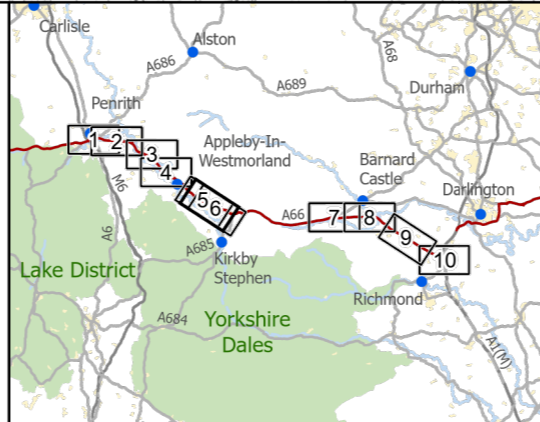 Carlisle
Alston
A686
A68
A689
Durham
Penrith
1
2
3
4
Appleby-In-
Westmorland
Barnard
Castle
Darlington
M6
5
6
A66
7
8
9
10
A6
A685
Kirkby
Stephen
Lake District
Richmond
A684
Yorkshire
Dales
A1(M)